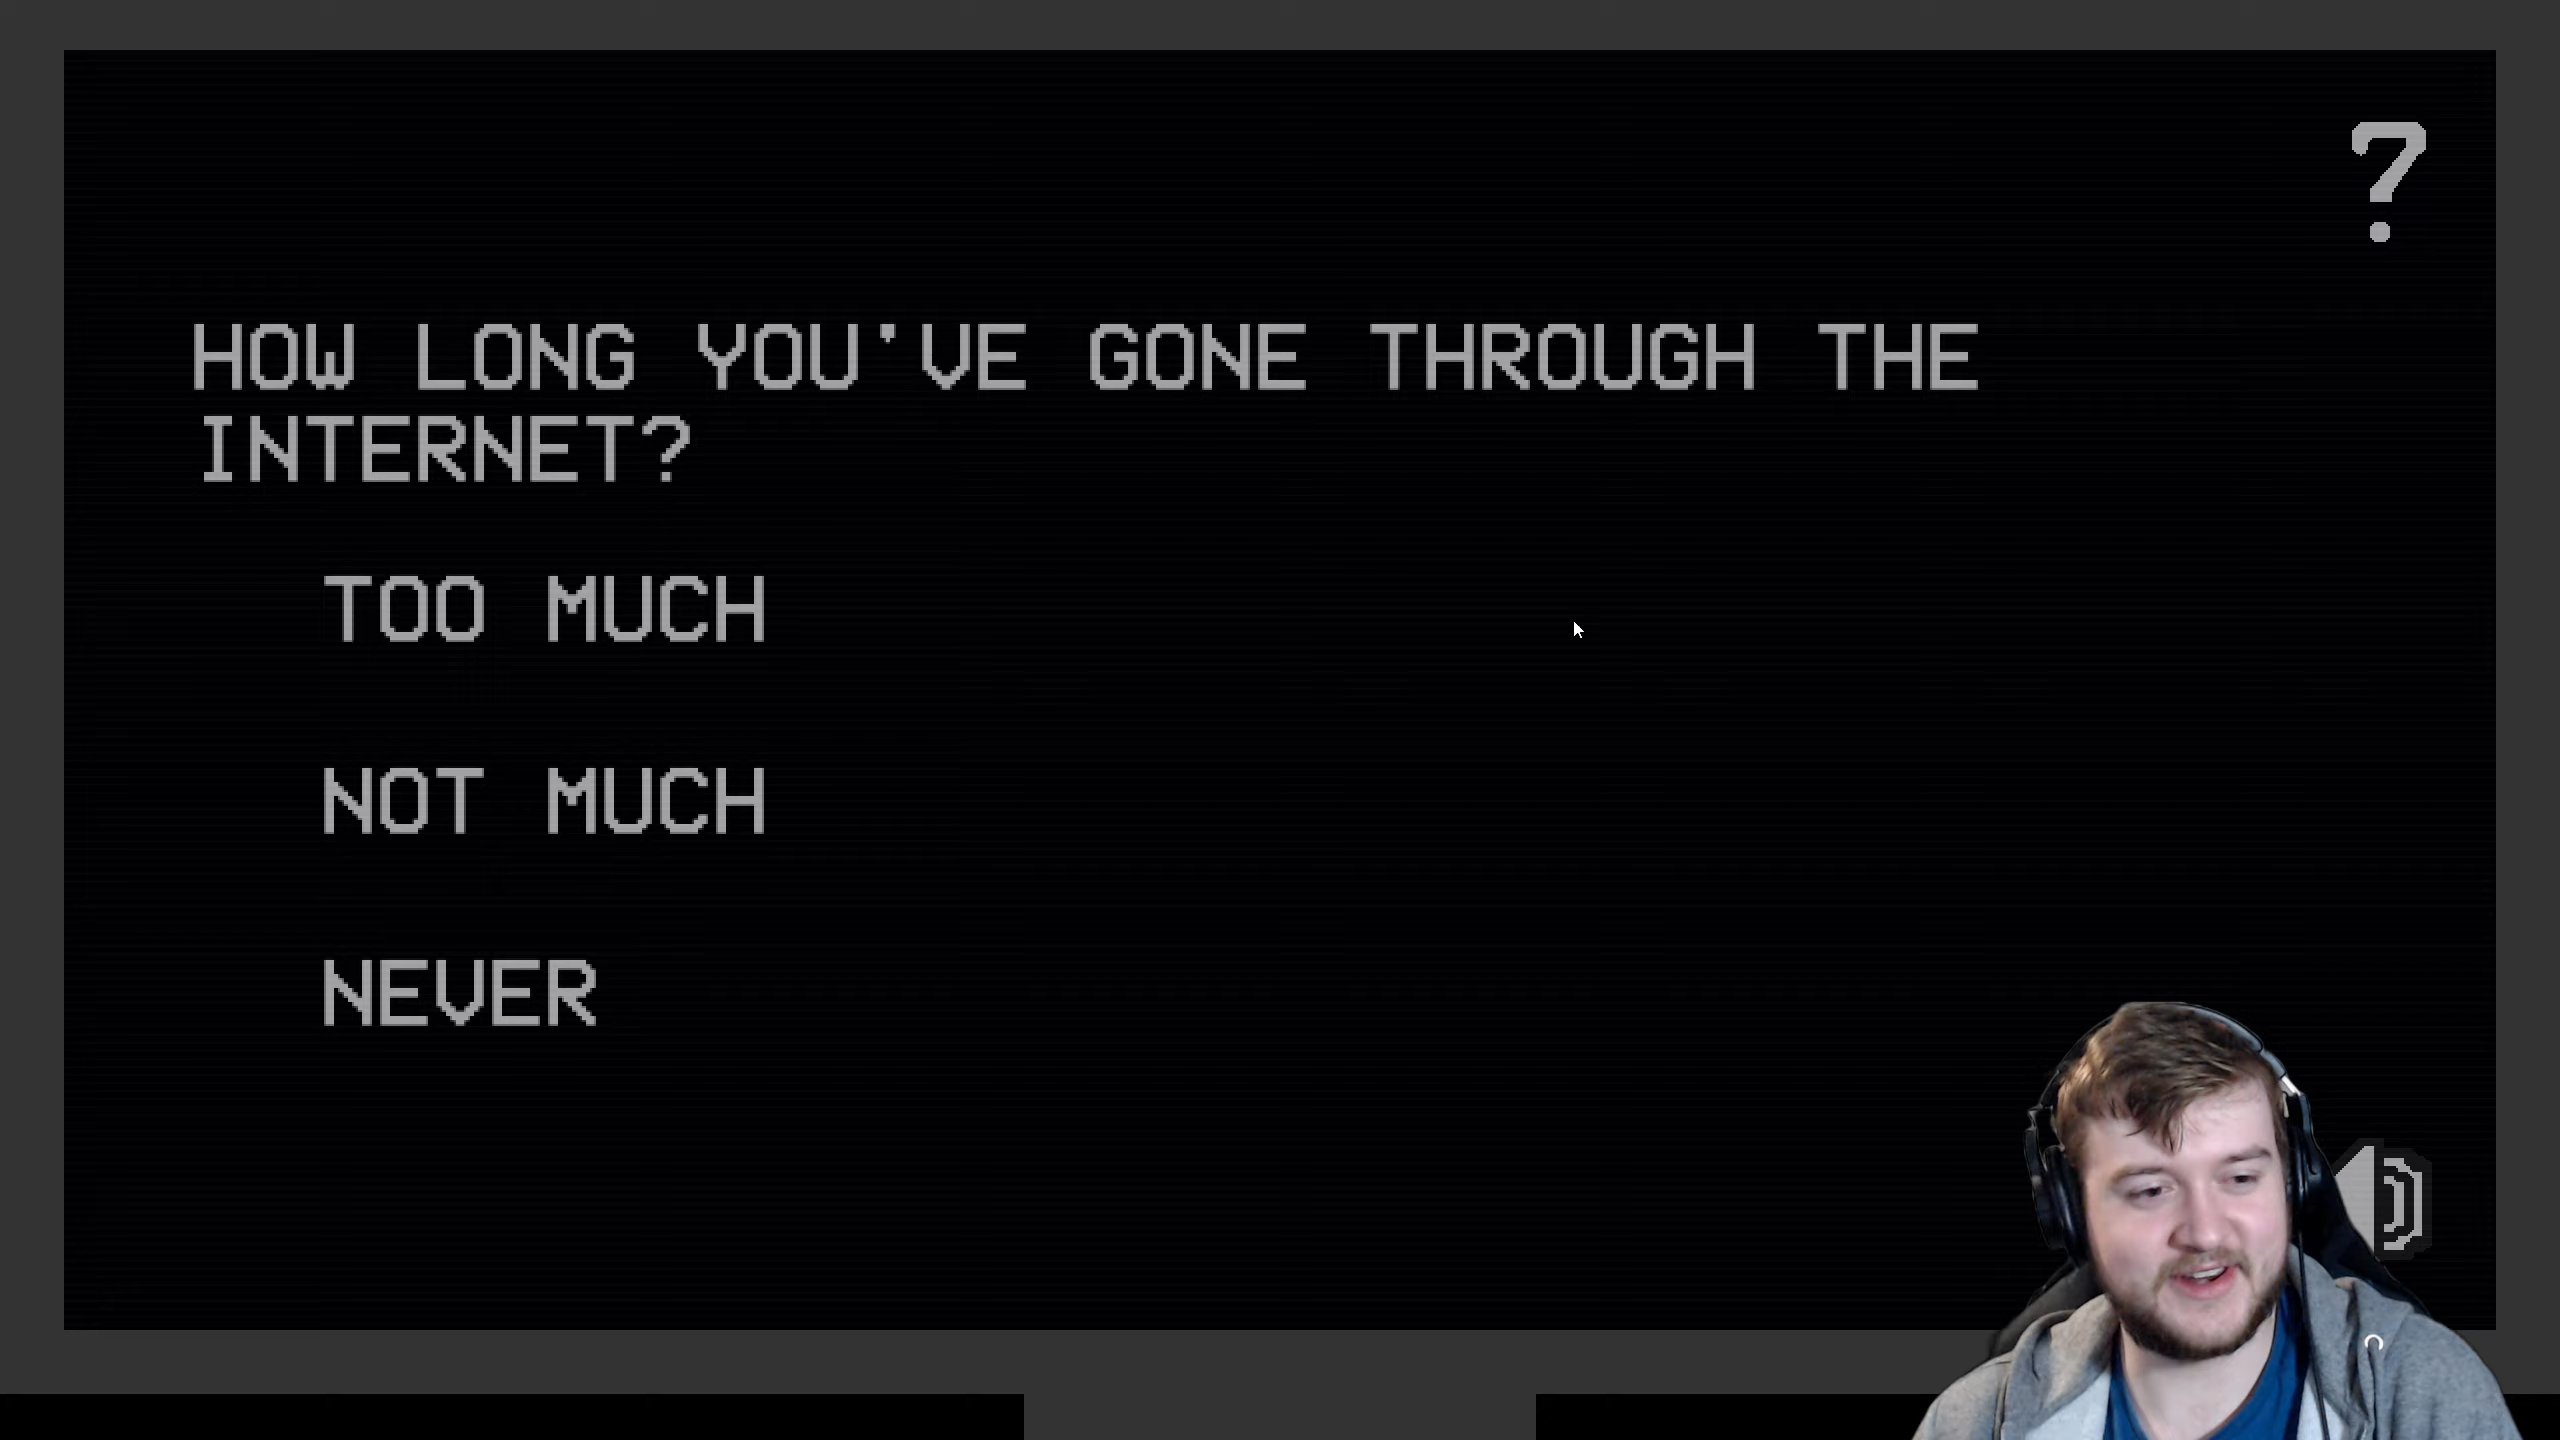 ?
HOW LONG YOU'VE GONE THROUGH THE
INTERNET?
TOO MUCH
NOT MUCH
NEVER